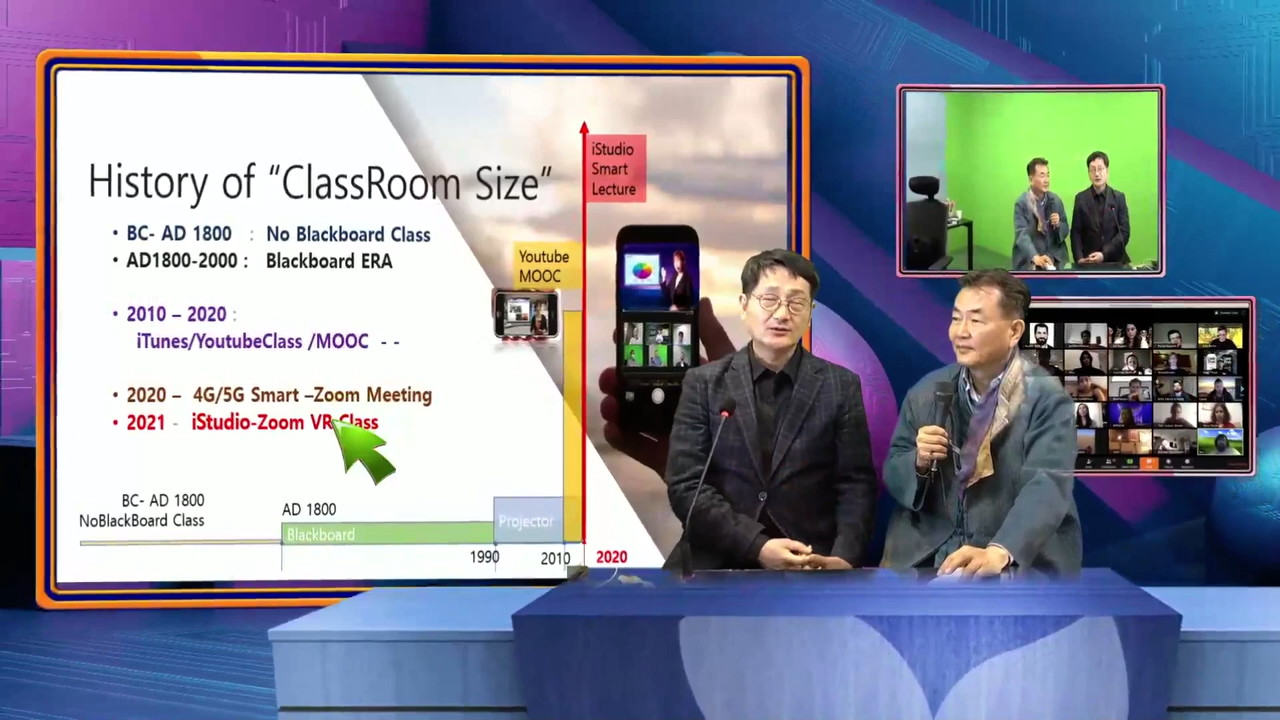 History of “ClassRoom Size”
• BC- AD 1800 : No Blackboard Class
• AD1800-2000 : Blackboard ERA
• 2010 – 2020 :
iTunes/YoutubeClass /MOOC - -
• 2020 – 4G/5G Smart –Zoom Meeting
• 2021 - iStudio-Zoom VR Class
iStudio
Smart
Lecture
Youtube
MOOC
BC- AD 1800
NoBlackBoard Class
AD 1800
Blackboard
Projector
1990
2010
2020